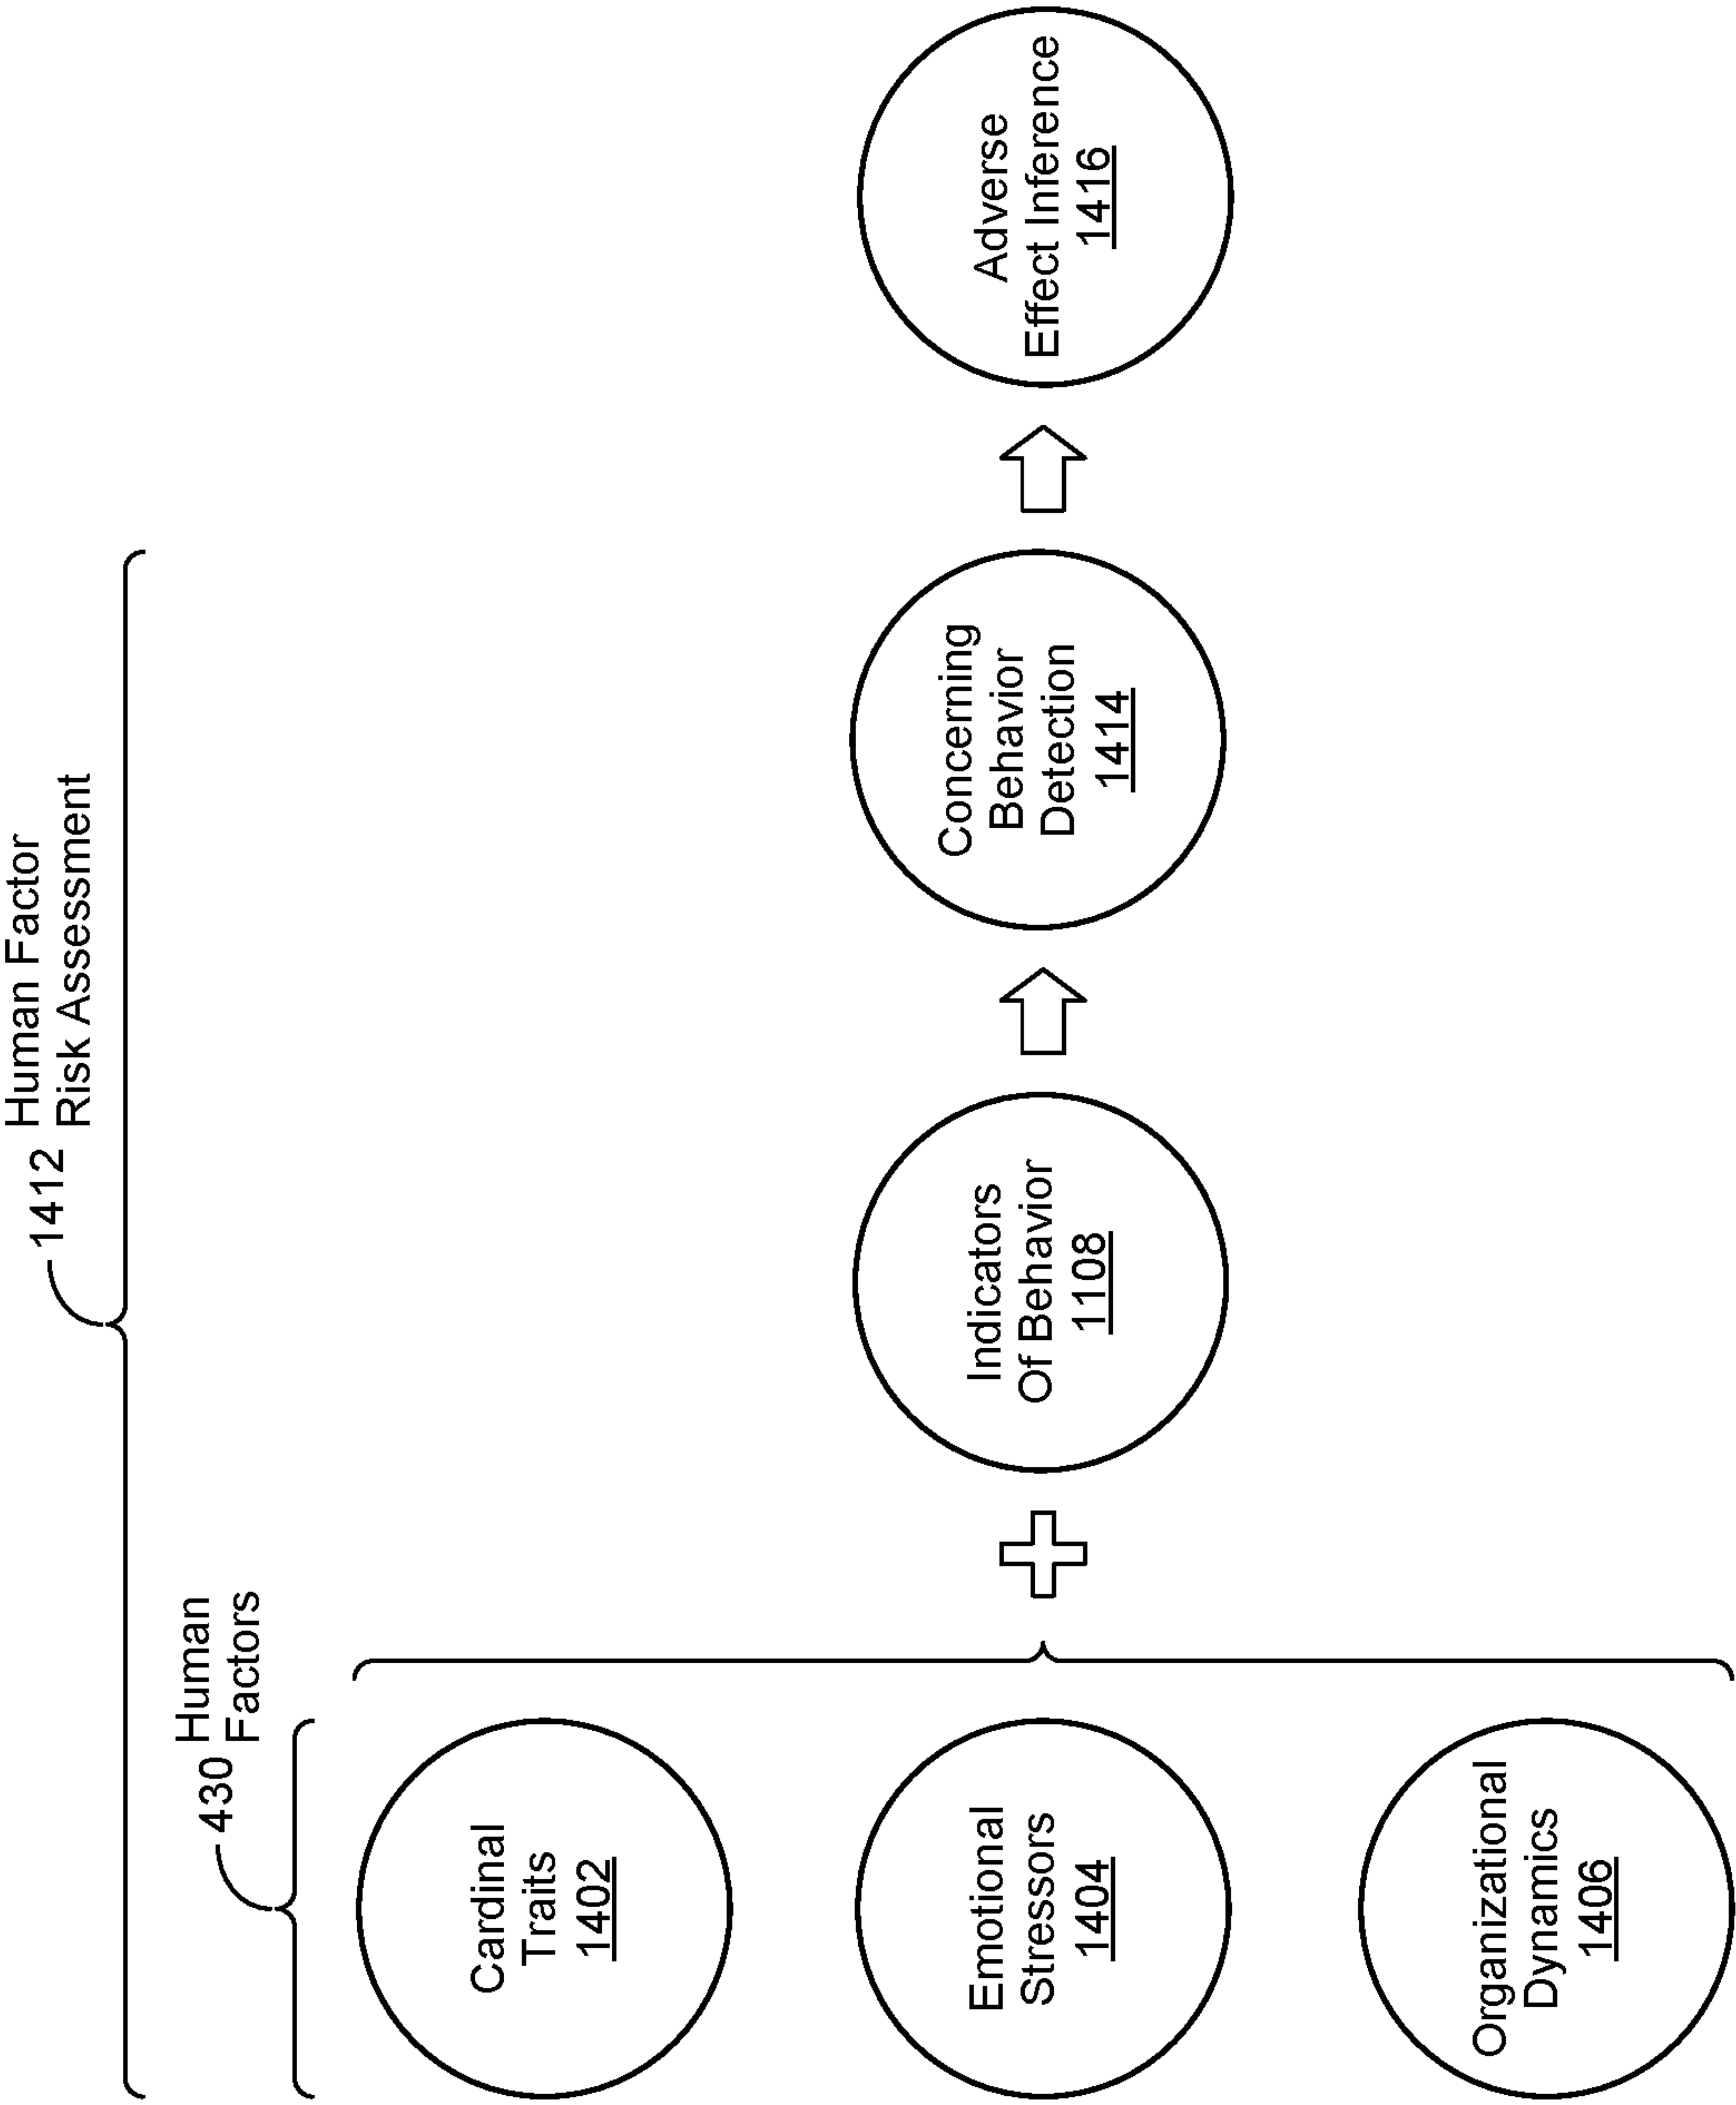 1412 Human Factor
Risk Assessment
430 Human
Factors
Cardinal
Traits
1402
Emotional
Stressors
1404
Organizational
Dynamics
1406
Indicators
Of Behavior
1108
Concerning
Behavior
Detection
1414
Adverse
Effect Inference
1416